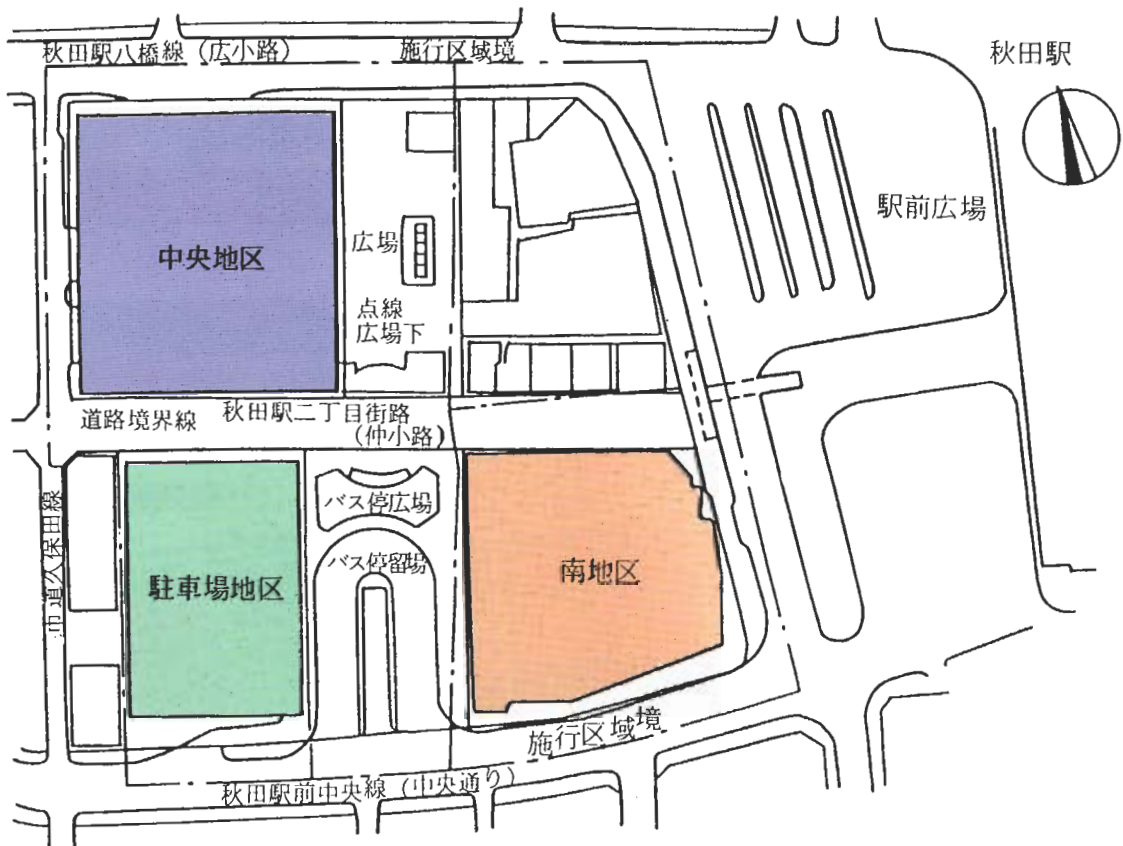 秋田駅八橋線（広小路）
施行区域境
秋田駅
駅前広場
中央地区
広場
点線
広場下
道路境界線
秋田駅二丁目街路
（仲小路）
市道久保田線
駐車場地区
バス停広場
バス停留場
南地区
施行区域境
秋田駅前中央線（中央通り）